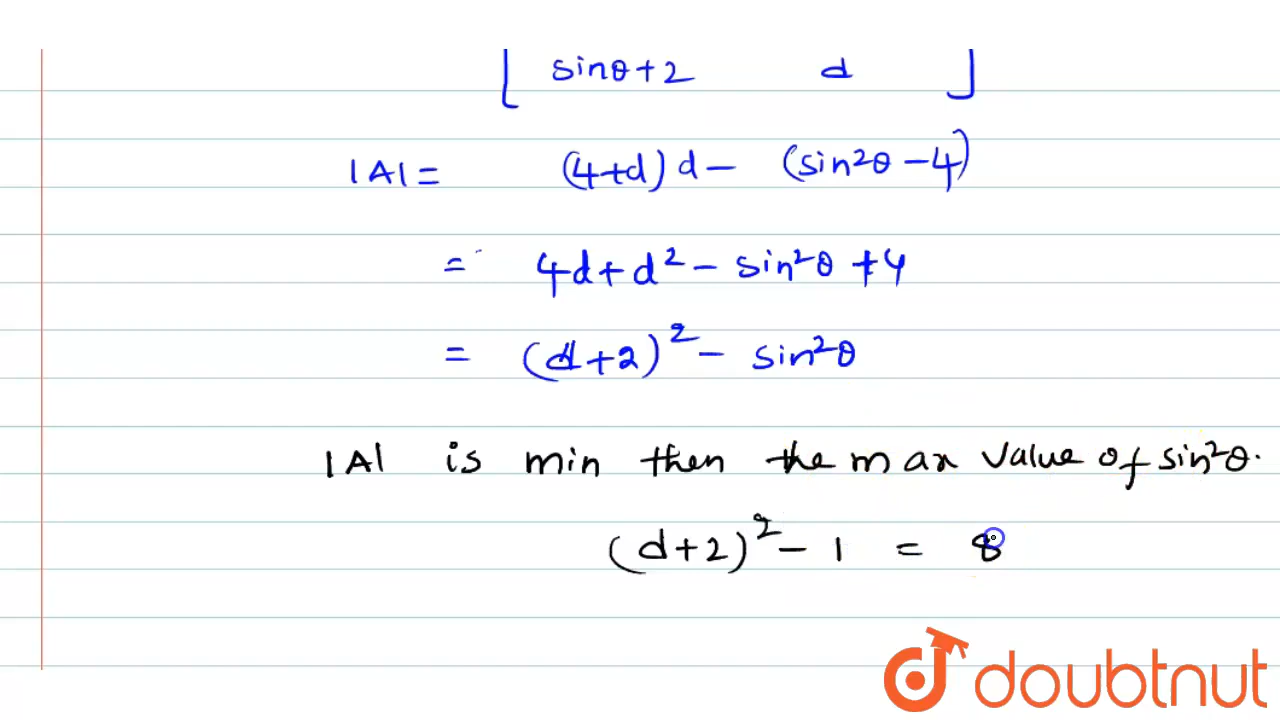 [ sinθ+2 d ]
|A| = (4+d) d - (sin²θ - 4)
= 4d + d² - sin²θ + 4
= (d+2)² - sin²θ
|A| is min then the max value of sin²θ.
(d+2)² - 1 = 8
doubtnut